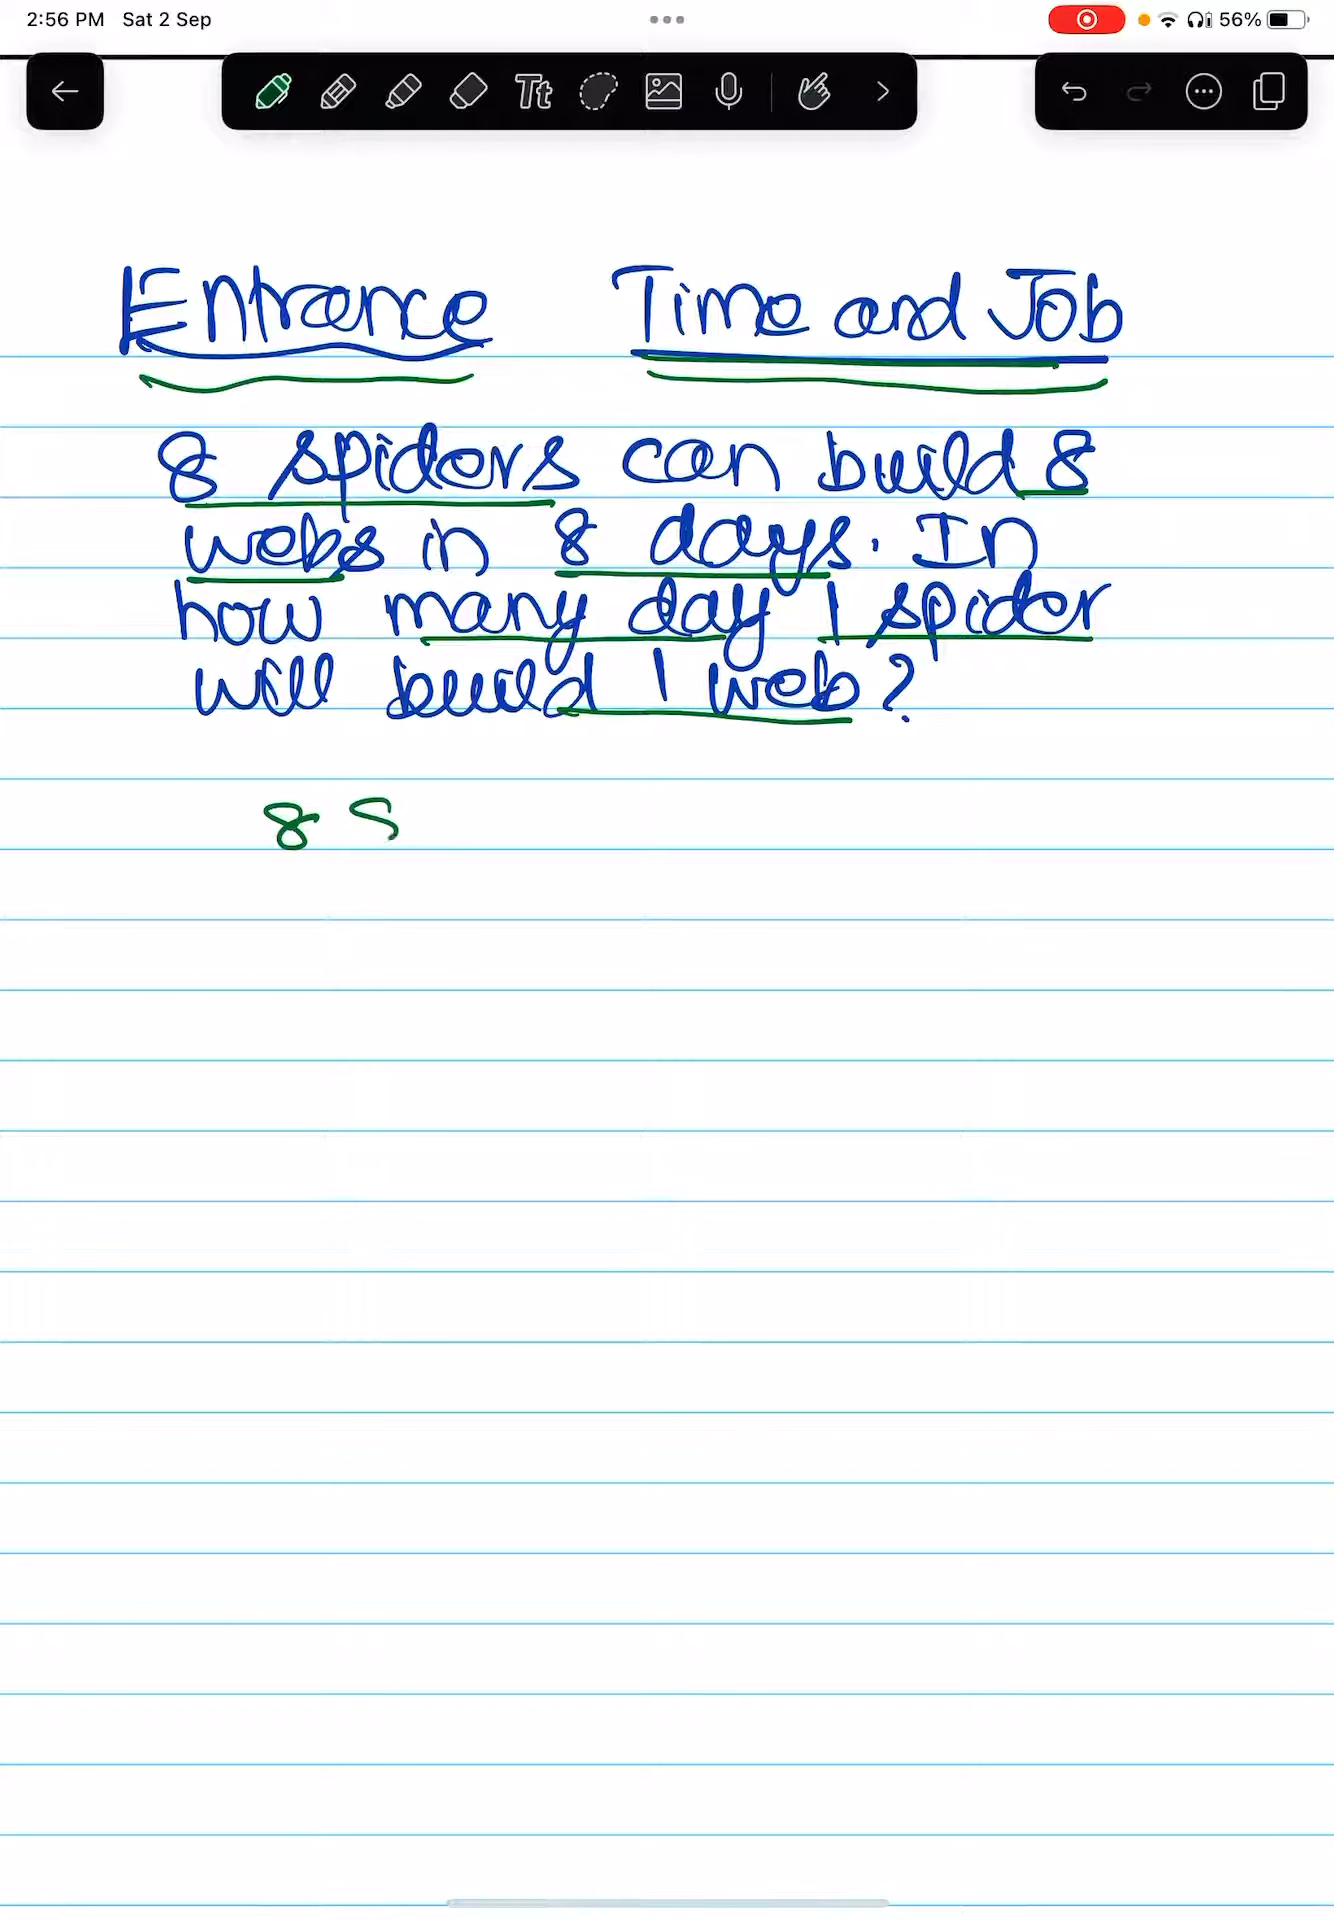 2:56 PM Sat 2 Sep
56%
Tt
Entrance Time and Job
8 spiders can build 8
webs in 8 days. In
how many day 1 spider
will build 1 web?
8 S